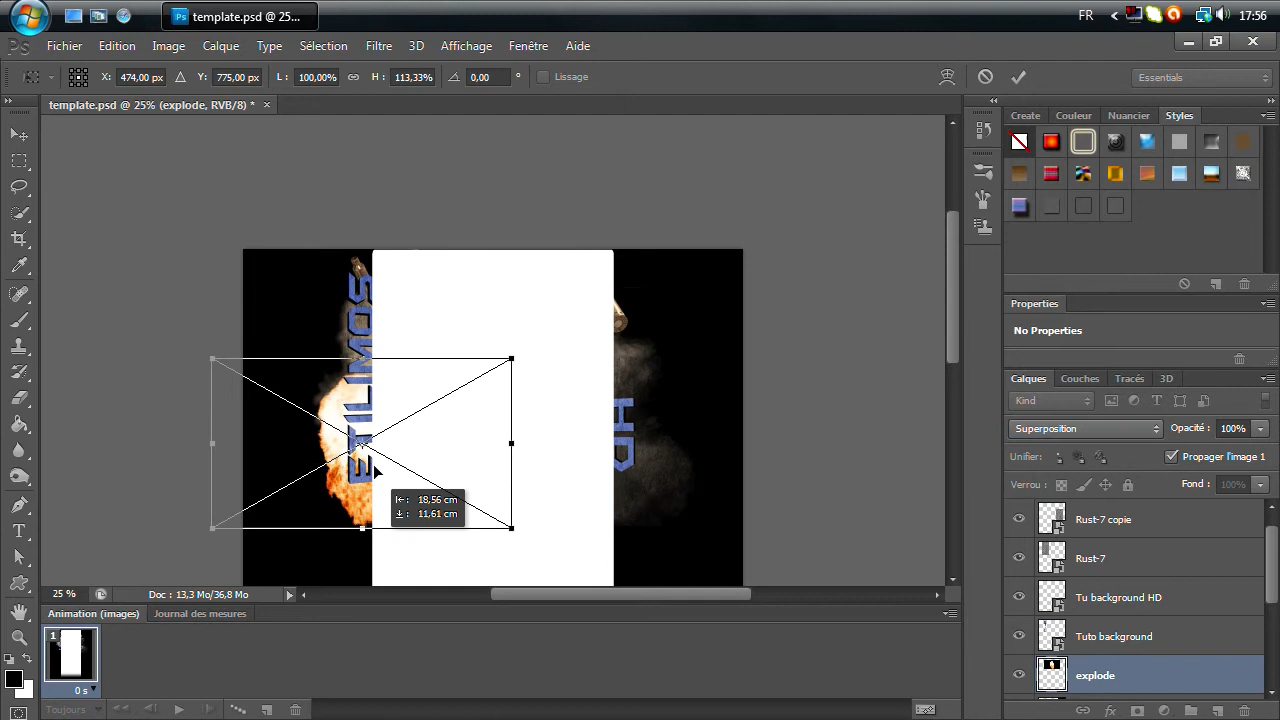 template.psd @ 25%...
FR
17:56
Ps
Fichier Edition Image Calque Type Sélection Filtre 3D Affichage Fenêtre Aide
X: 474,00 px Y: 775,00 px L: 100,00% H: 113,33% 0,00 ° Lissage
Essentials
template.psd @ 25% (explode, RVB/8) * ×
Create Couleur Nuancier Styles
ESTILIMOS
HD
18,56 cm
11,61 cm
Properties
No Properties
Calques Couches Tracés 3D
Kind
Superposition Opacité: 100%
Unifier: Propager l'image 1
Verrou: Fond: 100%
Rust-7 copie
Rust-7
Tu background HD
Tuto background
explode
25 % Doc : 13,3 Mo/36,8 Mo
Animation (images) Journal des mesures
1
0 s
Toujours